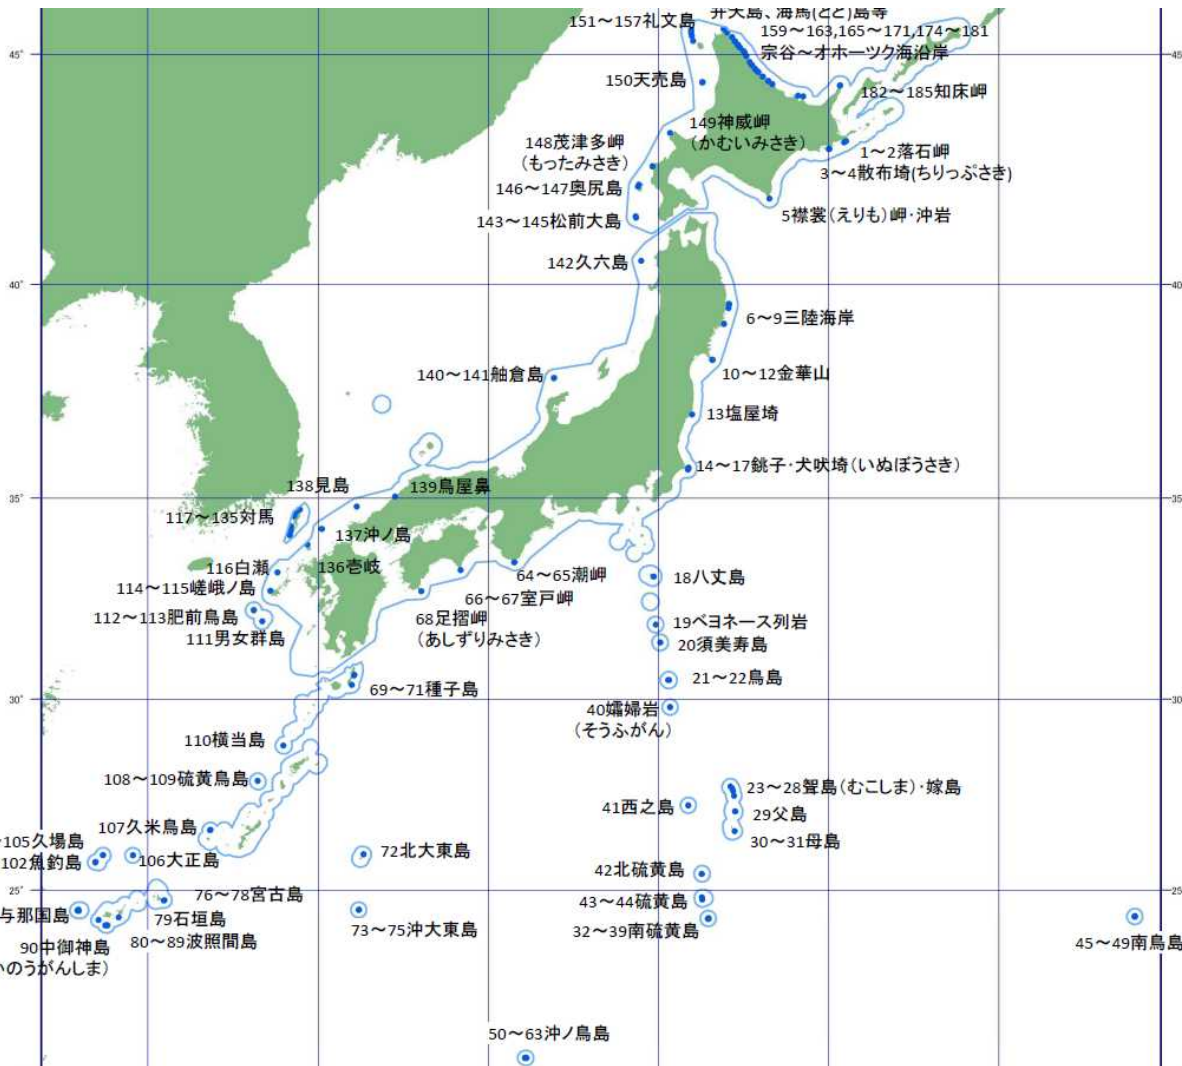 弁天島、海馬(とど)島等
151～157礼文島
159～163,165～171,174～181
宗谷～オホーツク海沿岸
45°
45
150天売島
182～185知床岬
149神威岬
（かむいみさき）
148茂津多岬
（もったみさき）
1～2落石岬
3～4散布埼(ちりっぷさき)
146～147奥尻島
143～145松前大島
5襟裳（えりも）岬・沖岩
142久六島
40°
40
6～9三陸海岸
140～141舳倉島
10～12金華山
13塩屋埼
14～17銚子・犬吠埼（いぬぼうさき）
138見島
139鳥屋鼻
35°
35
117～135対馬
137沖ノ島
116白瀬
136壱岐
64～65潮岬
18八丈島
114～115嵯峨ノ島
66～67室戸岬
112～113肥前鳥島
68足摺岬
（あしずりみさき）
19ベヨネース列岩
111男女群島
20須美寿島
69～71種子島
21～22鳥島
30°
30
40孀婦岩
（そうふがん）
110横当島
108～109硫黄鳥島
23～28聟島（むこしま）・嫁島
41西之島
29父島
107久米鳥島
30～31母島
105久場島
102魚釣島
106大正島
72北大東島
42北硫黄島
25°
25
76～78宮古島
43～44硫黄島
与那国島
79石垣島
73～75沖大東島
32～39南硫黄島
45～49南鳥島
90中御神島
80～89波照間島
のうがんしま）
50～63沖ノ鳥島